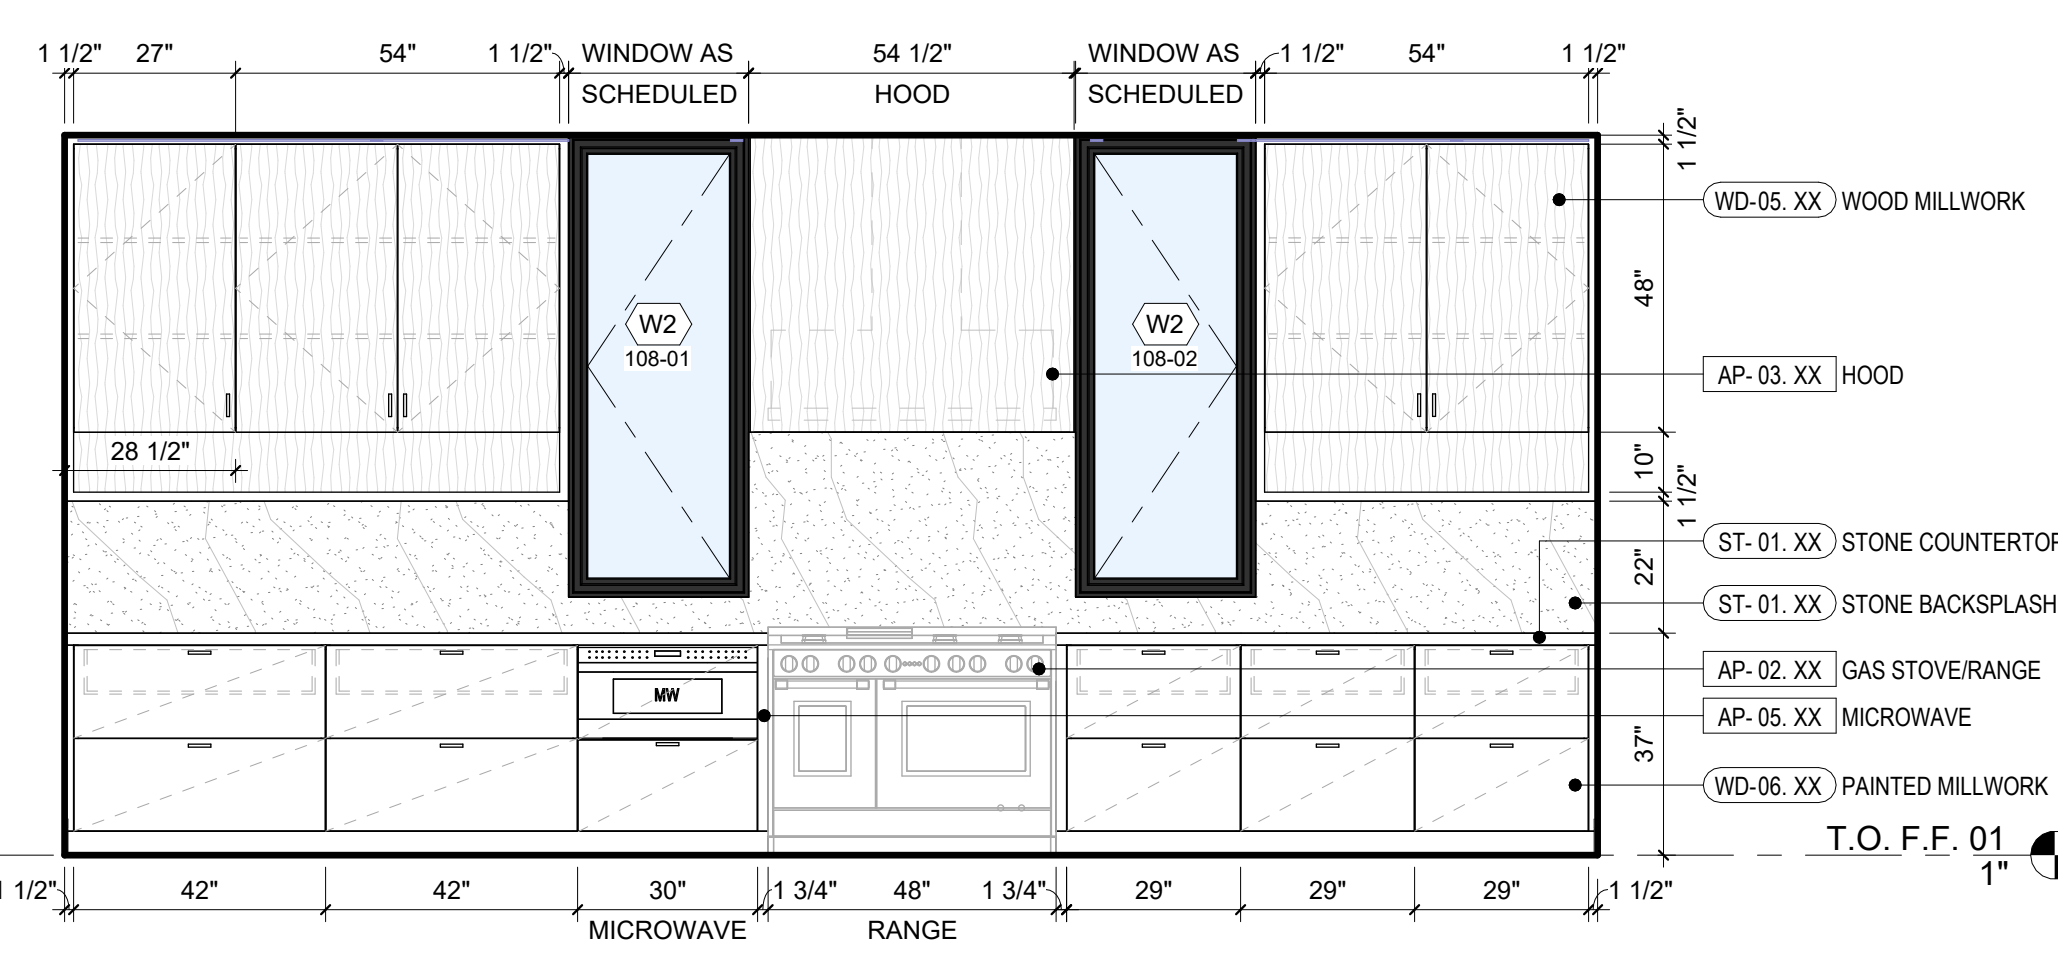 1 1/2" 27" 54" 1 1/2" WINDOW AS 54 1/2" WINDOW AS 1 1/2" 54" 1 1/2"
SCHEDULED HOOD SCHEDULED
1 1/2"
WD-05. XX WOOD MILLWORK
48"
W2 W2
108-01 108-02
AP- 03. XX HOOD
28 1/2"
10"
1 1/2"
ST- 01. XX STONE COUNTERTOP
22"
ST- 01. XX STONE BACKSPLASH
AP- 02. XX GAS STOVE/RANGE
MW
AP- 05. XX MICROWAVE
37"
WD-06. XX PAINTED MILLWORK
T.O. F.F. 01
1"
1 1/2" 42" 42" 30" 1 3/4" 48" 1 3/4" 29" 29" 29" 1 1/2"
MICROWAVE RANGE